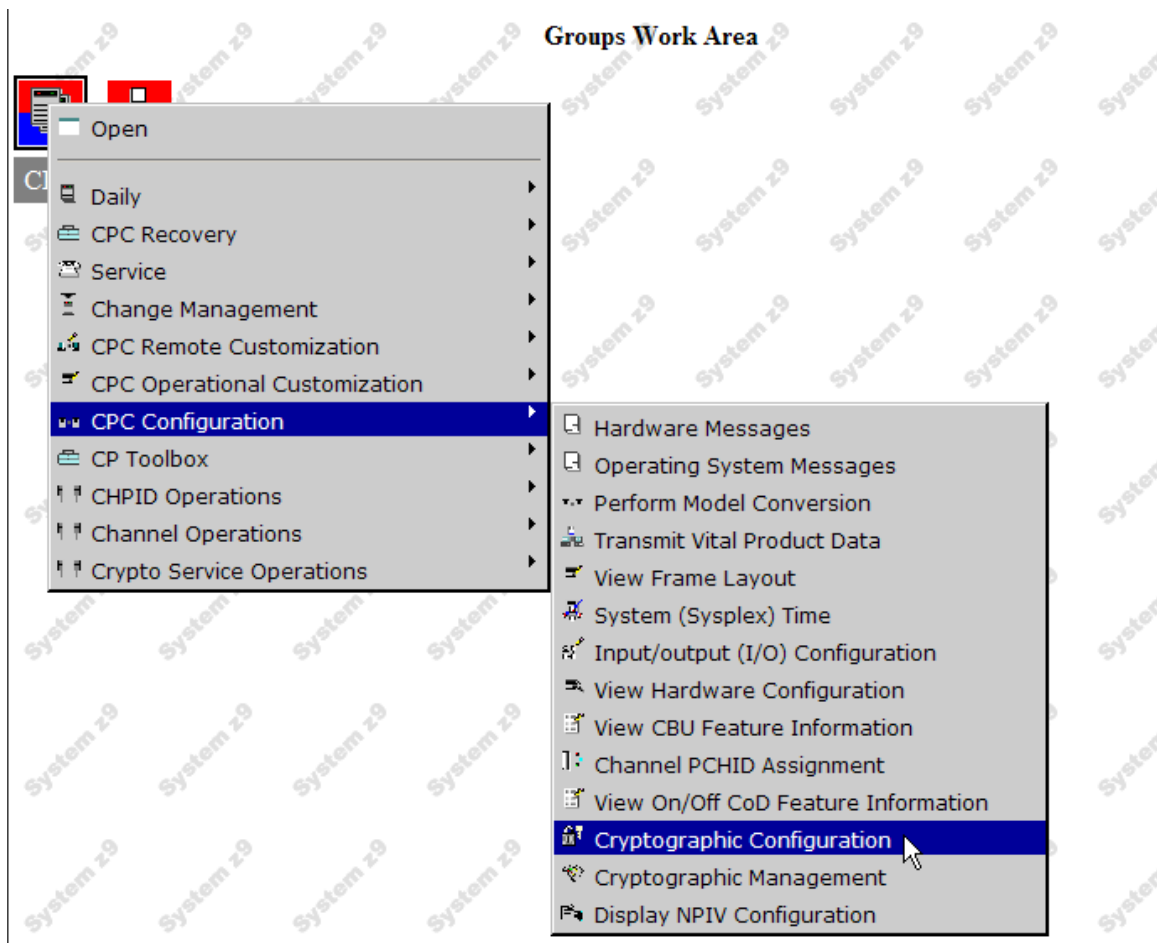 Groups Work Area
Open
Daily
CPC Recovery
Service
Change Management
CPC Remote Customization
CPC Operational Customization
CPC Configuration
CP Toolbox
CHPID Operations
Channel Operations
Crypto Service Operations
Hardware Messages
Operating System Messages
Perform Model Conversion
Transmit Vital Product Data
View Frame Layout
System (Sysplex) Time
Input/output (I/O) Configuration
View Hardware Configuration
View CBU Feature Information
Channel PCHID Assignment
View On/Off CoD Feature Information
Cryptographic Configuration
Cryptographic Management
Display NPIV Configuration
System z9